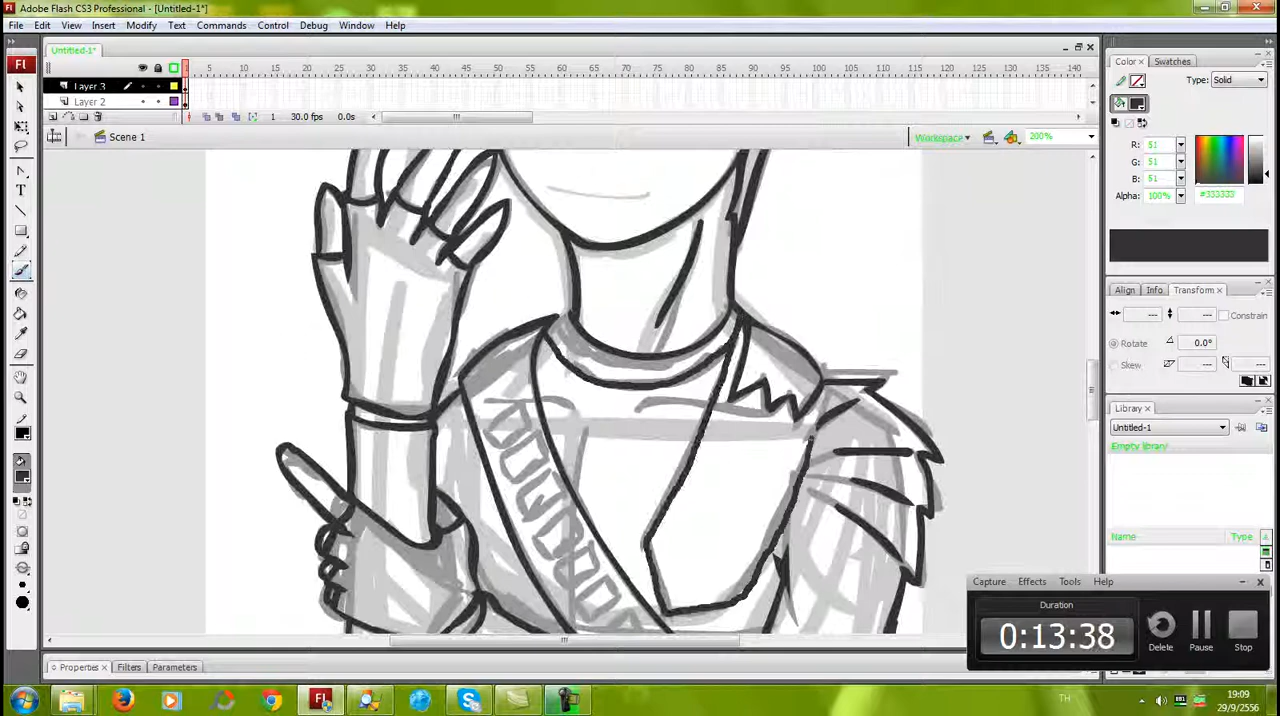 Adobe Flash CS3 Professional - [Untitled-1*]
File Edit View Insert Modify Text Commands Control Debug Window Help
Untitled-1*
Fl
5 10 15 20 25 30 35 40 45 50 55 60 65 70 75 80 85 90 95 100 105 110 115 120 125 130 135 140
Layer 3
Layer 2
1 30.0 fps 0.0s
Scene 1
Workspace
200%
Color Swatches
Type: Solid
R: 51
G: 51
B: 51
Alpha: 100%
#333333
Align Info Transform
Constrain
Rotate 0.0°
Skew
Library
Untitled-1
Empty library
Name Type
Capture Effects Tools Help
Duration
0:13:38
Delete Pause Stop
Properties Filters Parameters
TH
19:09
29/9/2556